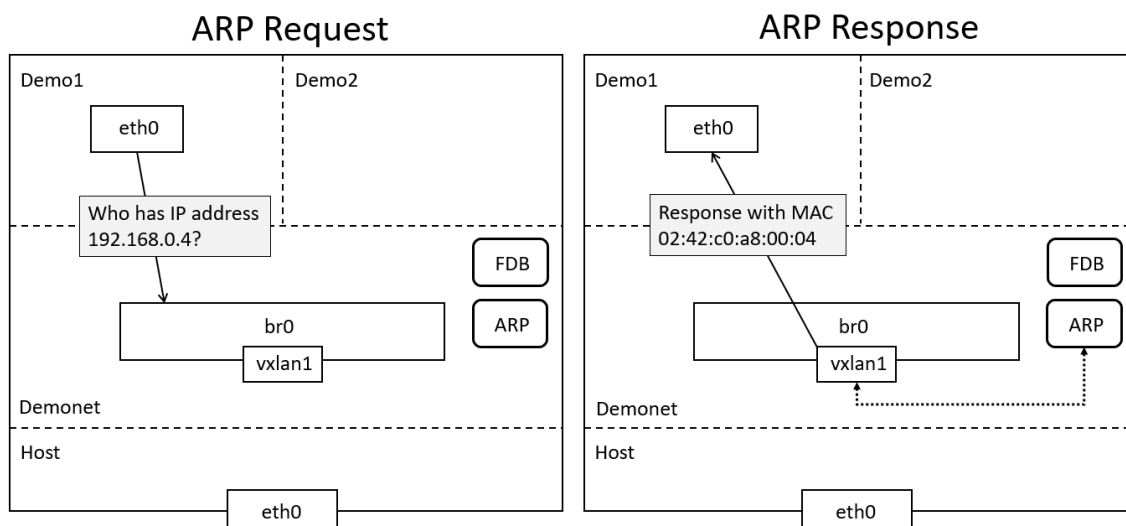 ARP Request
Demo1
Demo2
eth0
Who has IP address
192.168.0.4?
FDB
ARP
br0
vxlan1
Demonet
Host
eth0
ARP Response
Demo1
Demo2
eth0
Response with MAC
02:42:c0:a8:00:04
FDB
ARP
br0
vxlan1
Demonet
Host
eth0